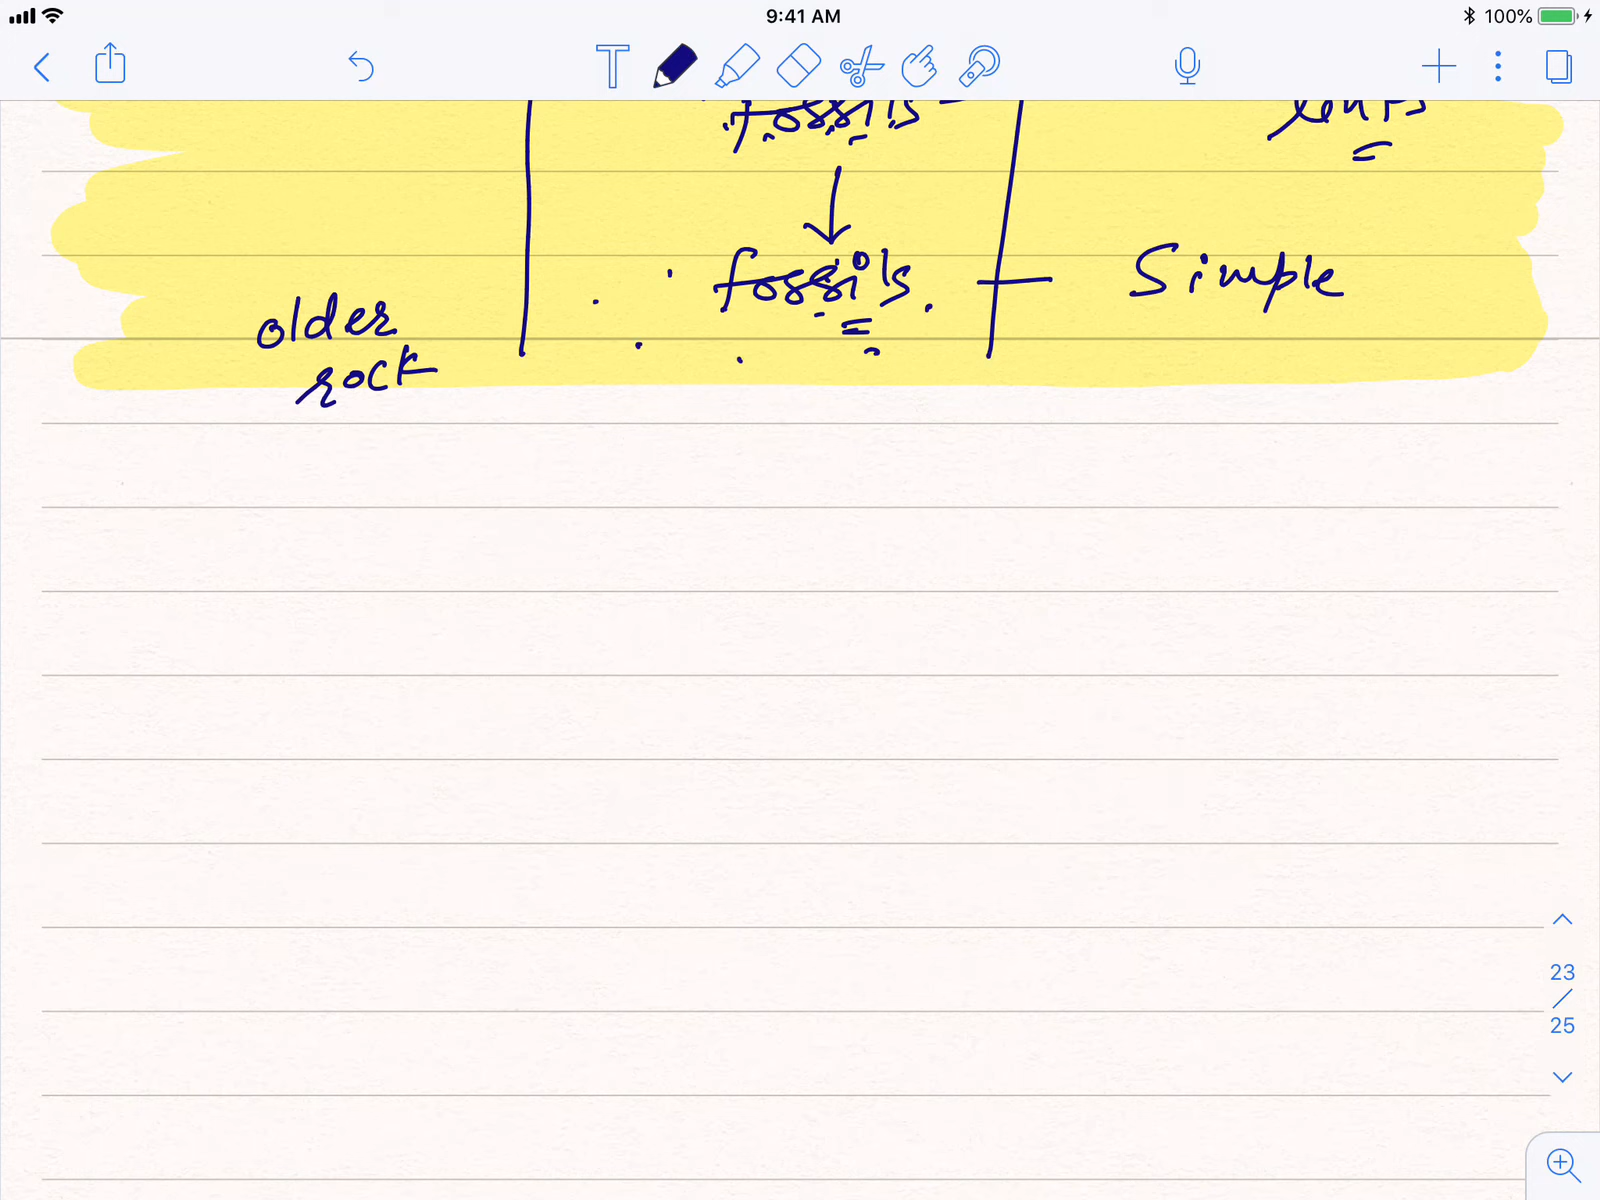 9:41 AM
100%
T
fossils
fossils. — Simple
older
rock
23
/
25